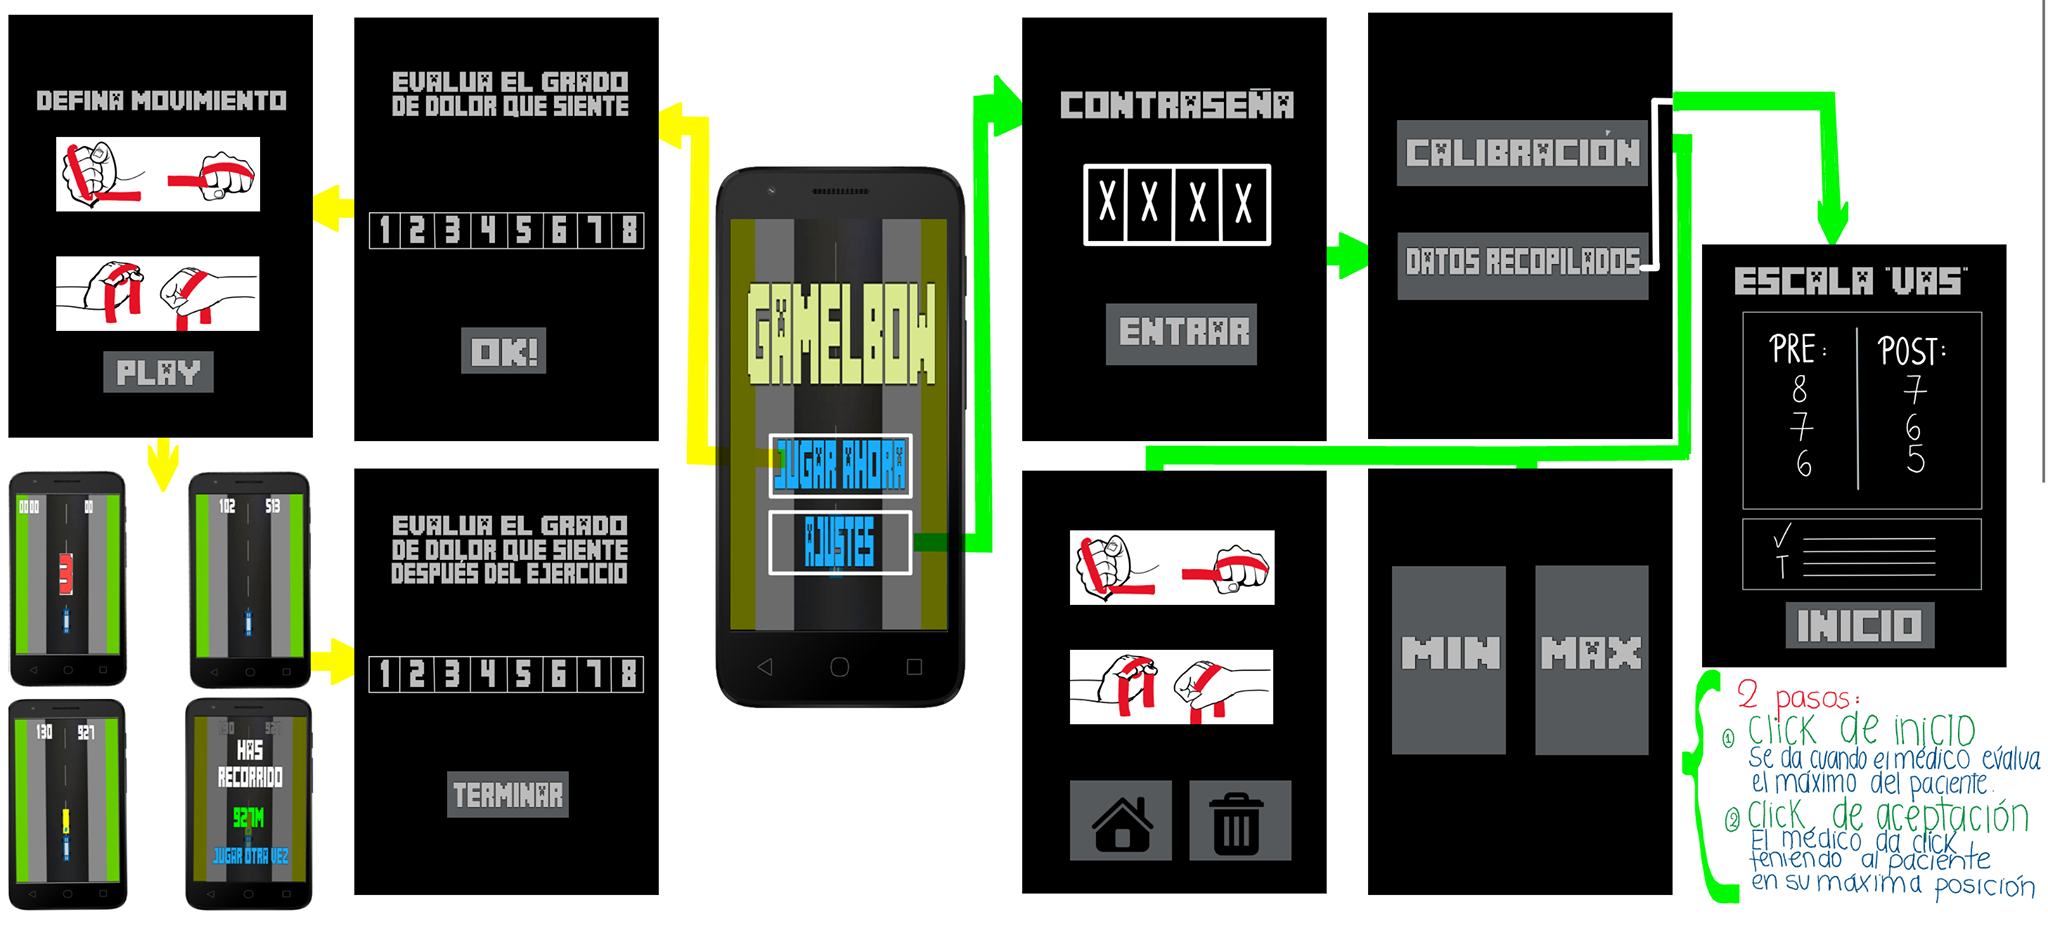 DEFINA MOVIMIENTO
PLAY
EVALUA EL GRADO
DE DOLOR QUE SIENTE
1 2 3 4 5 6 7 8
OK!
0000 00
3
102 513
130 927
130 927
HAS
RECORRIDO
927M
JUGAR OTRA VEZ
EVALUA EL GRADO
DE DOLOR QUE SIENTE
DESPUÉS DEL EJERCICIO
1 2 3 4 5 6 7 8
TERMINAR
GAMELBOW
JUGAR AHORA
AJUSTES
CONTRASEÑA
X X X X
ENTRAR
CALIBRACIÓN
DATOS RECOPILADOS
MIN MAX
ESCALA "VAS"
PRE: POST:
8 7
7 6
6 5
√
T
INICIO
2 pasos:
① Click de inicio
Se da cuando el médico evalua
el máximo del paciente.
② Click de aceptación
El médico da click
teniendo al paciente
en su máxima posición